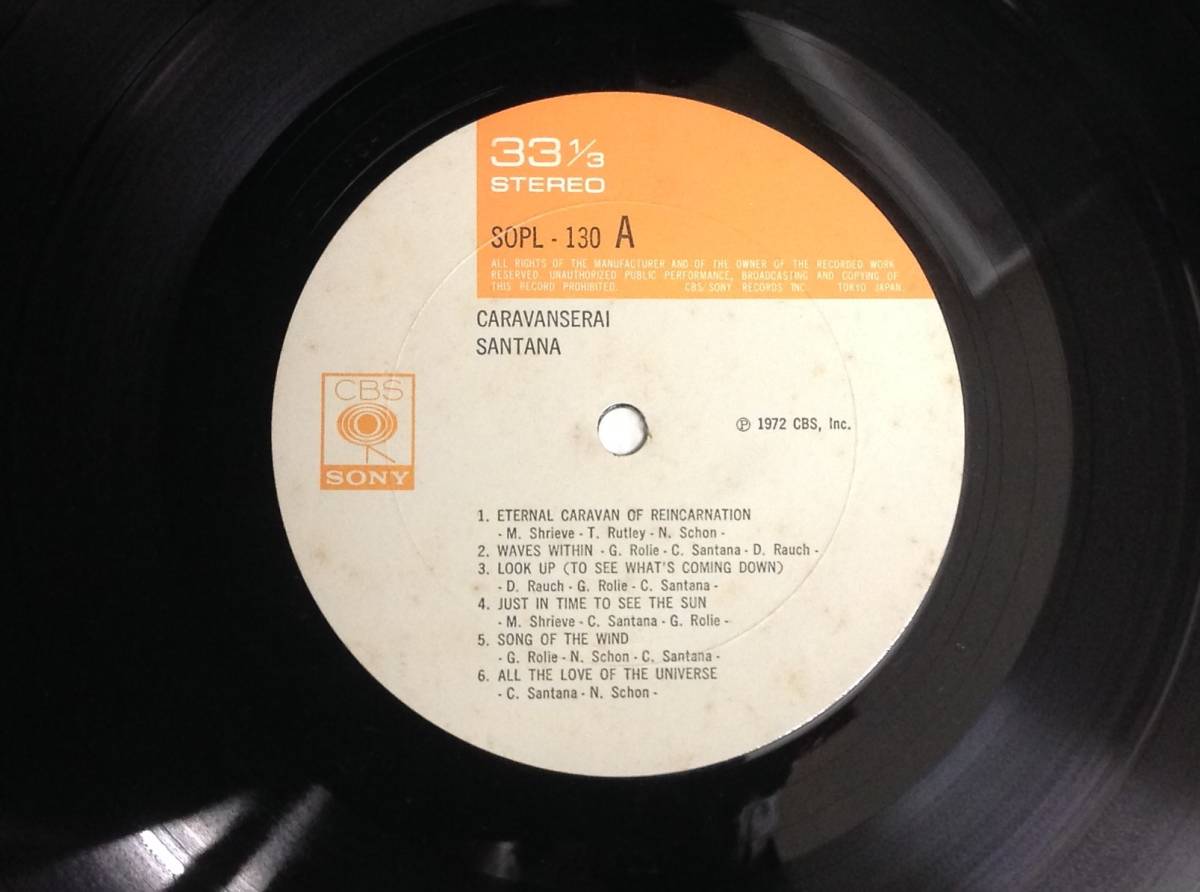 33 1/3
STEREO
SOPL - 130 A
ALL RIGHTS OF THE MANUFACTURER AND OF THE OWNER OF THE RECORDED WORK
RESERVED. UNAUTHORIZED PUBLIC PERFORMANCE, BROADCASTING AND COPYING OF
THIS RECORD PROHIBITED. CBS/SONY RECORDS INC. TOKYO JAPAN.
CARAVANSERAI
SANTANA
CBS
SONY
℗ 1972 CBS, Inc.
1. ETERNAL CARAVAN OF REINCARNATION
- M. Shrieve - T. Rutley - N. Schon -
2. WAVES WITHIN - G. Rolie - C. Santana - D. Rauch -
3. LOOK UP (TO SEE WHAT'S COMING DOWN)
- D. Rauch - G. Rolie - C. Santana -
4. JUST IN TIME TO SEE THE SUN
- M. Shrieve - C. Santana - G. Rolie -
5. SONG OF THE WIND
- G. Rolie - N. Schon - C. Santana -
6. ALL THE LOVE OF THE UNIVERSE
- C. Santana - N. Schon -